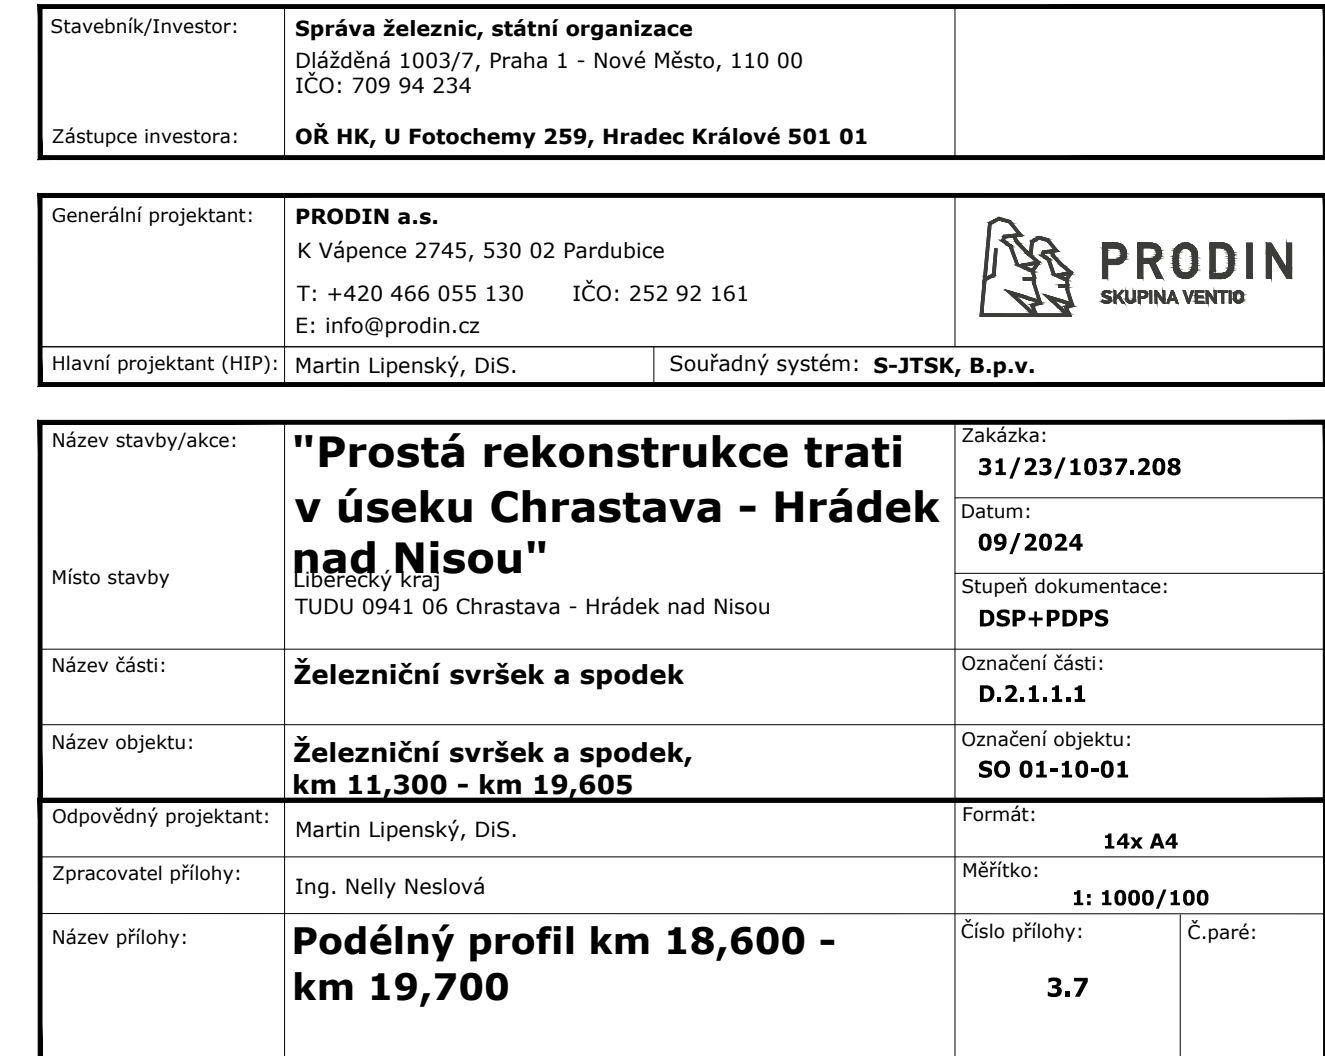 Stavebník/Investor:
Správa železnic, státní organizace
Dlážděná 1003/7, Praha 1 - Nové Město, 110 00
IČO: 709 94 234
Zástupce investora:
OŘ HK, U Fotochemy 259, Hradec Králové 501 01
Generální projektant:
PRODIN a.s.
K Vápence 2745, 530 02 Pardubice
T: +420 466 055 130 IČO: 252 92 161
E: info@prodin.cz
PRODIN
SKUPINA VENTIO
Hlavní projektant (HIP):
Martin Lipenský, DiS.
Souřadný systém: S-JTSK, B.p.v.
Název stavby/akce:
"Prostá rekonstrukce trati
v úseku Chrastava - Hrádek
nad Nisou"
Zakázka:
31/23/1037.208
Datum:
09/2024
Místo stavby
Liberecký kraj
TUDU 0941 06 Chrastava - Hrádek nad Nisou
Stupeň dokumentace:
DSP+PDPS
Název části:
Železniční svršek a spodek
Označení části:
D.2.1.1.1
Název objektu:
Železniční svršek a spodek,
km 11,300 - km 19,605
Označení objektu:
SO 01-10-01
Odpovědný projektant:
Martin Lipenský, DiS.
Formát:
14x A4
Zpracovatel přílohy:
Ing. Nelly Neslová
Měřítko:
1: 1000/100
Název přílohy:
Podélný profil km 18,600 -
km 19,700
Číslo přílohy:
3.7
Č.paré: